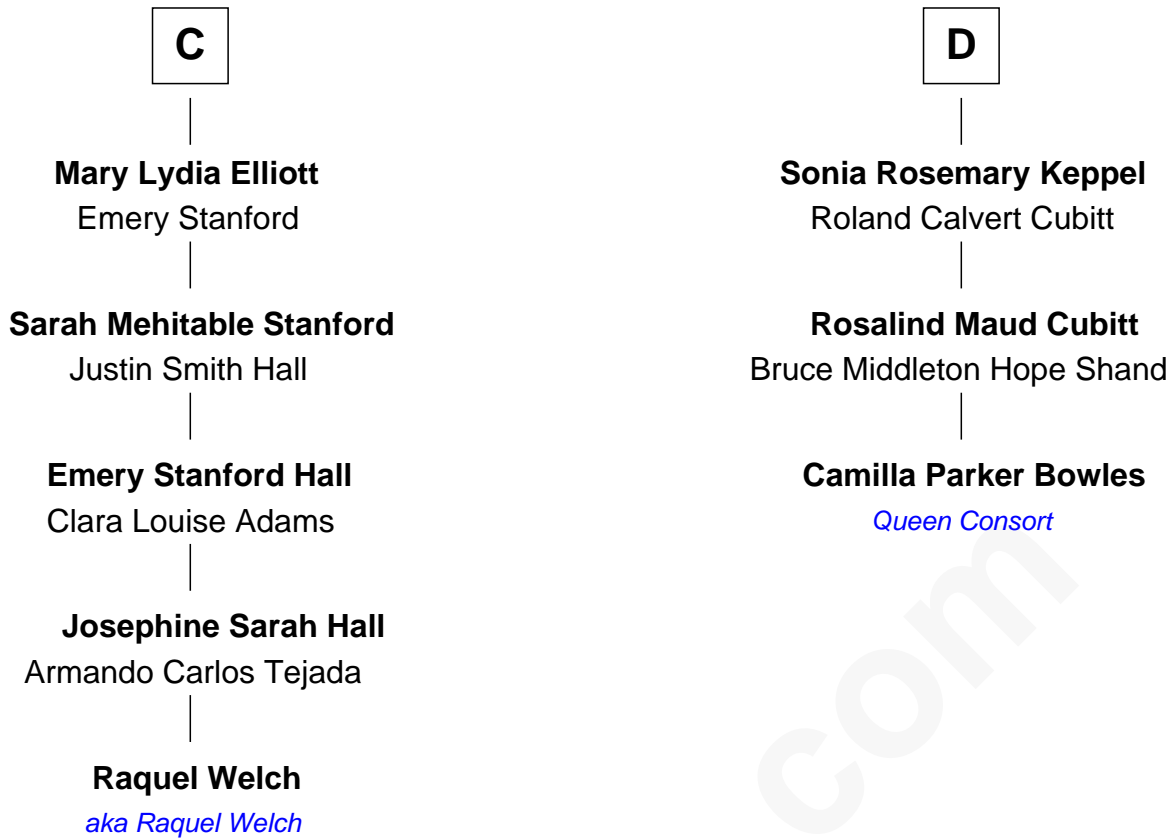 C
Mary Lydia Elliott
Emery Stanford
Sarah Mehitable Stanford
Justin Smith Hall
Emery Stanford Hall
Clara Louise Adams
Josephine Sarah Hall
Armando Carlos Tejada
Raquel Welch
aka Raquel Welch
D
Sonia Rosemary Keppel
Roland Calvert Cubitt
Rosalind Maud Cubitt
Bruce Middleton Hope Shand
Camilla Parker Bowles
Queen Consort
com